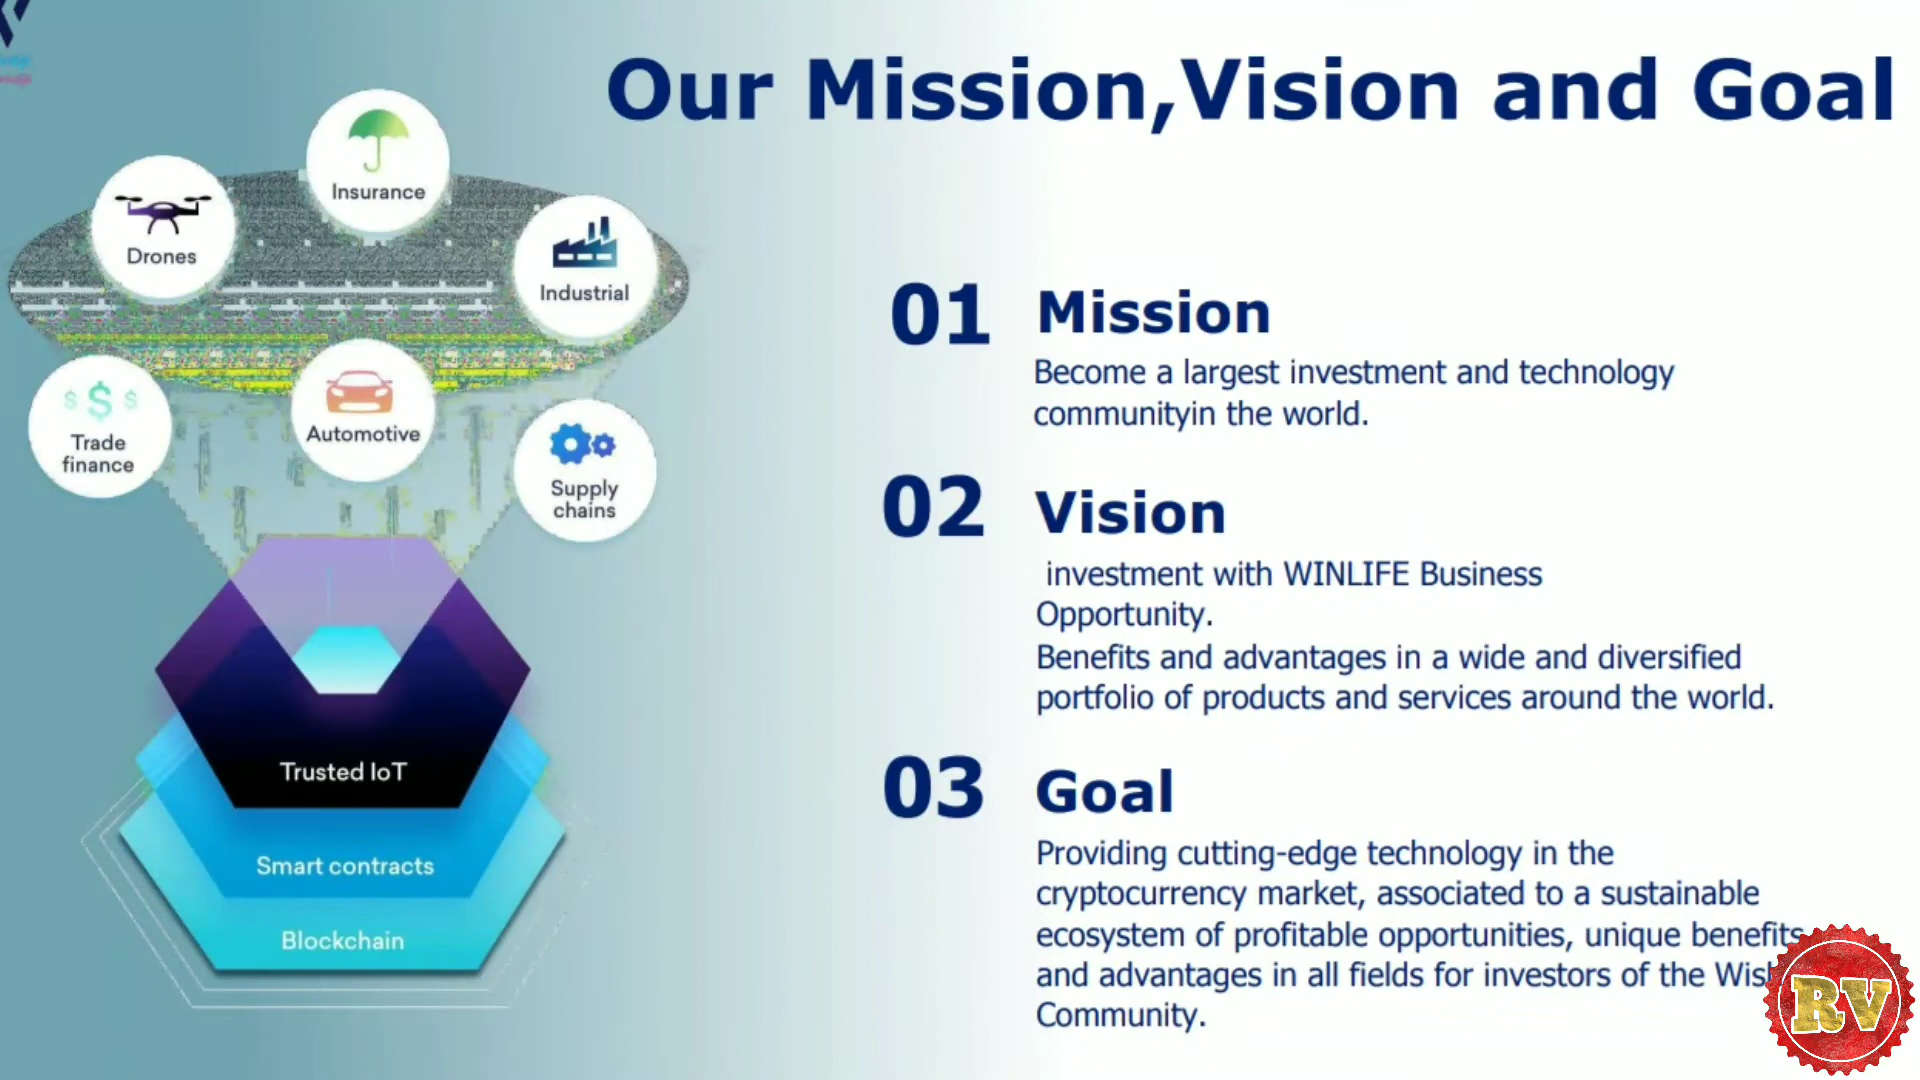 Our Mission,Vision and Goal
Insurance
Drones
Industrial
Trade
finance
Automotive
Supply
chains
Trusted IoT
Smart contracts
Blockchain
01 Mission
Become a largest investment and technology
communityin the world.
02 Vision
investment with WINLIFE Business
Opportunity.
Benefits and advantages in a wide and diversified
portfolio of products and services around the world.
03 Goal
Providing cutting-edge technology in the
cryptocurrency market, associated to a sustainable
ecosystem of profitable opportunities, unique benefits
and advantages in all fields for investors of the
Community.
RV